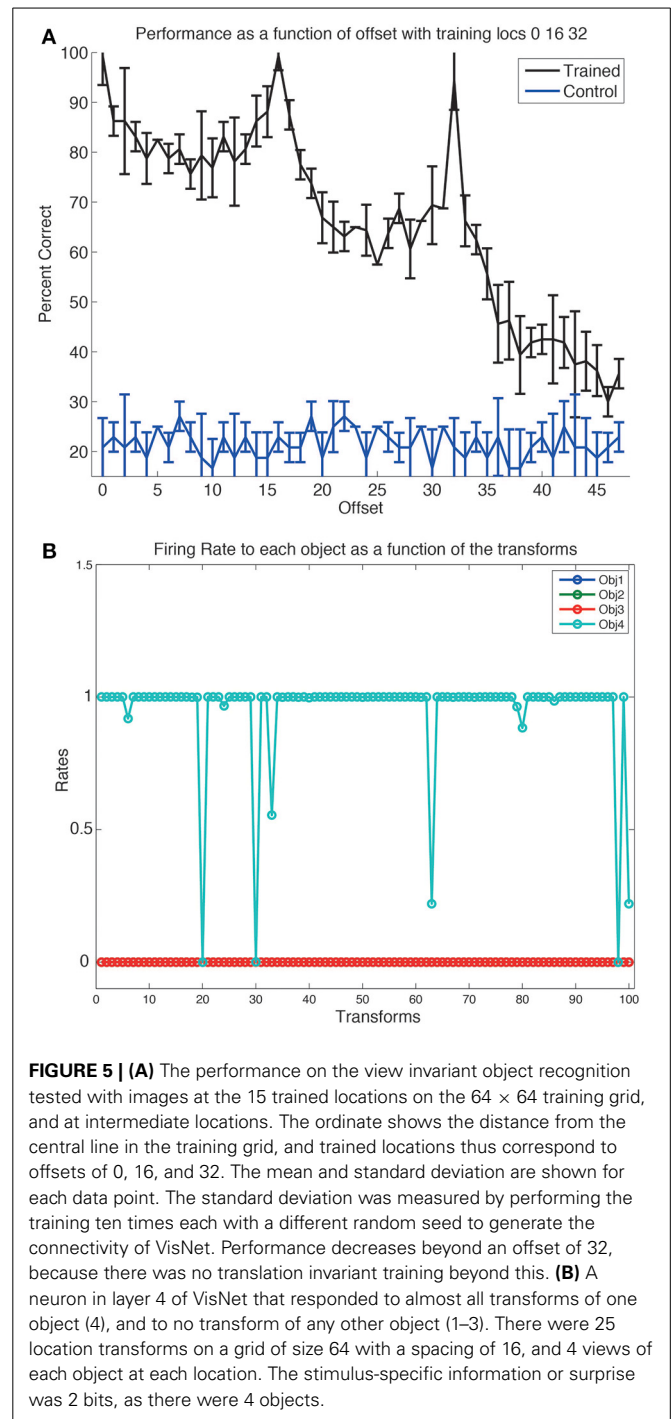 A
Performance as a function of offset with training locs 0 16 32
Trained
Control
100
90
80
70
60
50
40
30
20
Percent Correct
0 5 10 15 20 25 30 35 40 45
Offset
B
Firing Rate to each object as a function of the transforms
Obj1
Obj2
Obj3
Obj4
1.5
1
0.5
0
Rates
0 10 20 30 40 50 60 70 80 90 100
Transforms
FIGURE 5 | (A) The performance on the view invariant object recognition
tested with images at the 15 trained locations on the 64 × 64 training grid,
and at intermediate locations. The ordinate shows the distance from the
central line in the training grid, and trained locations thus correspond to
offsets of 0, 16, and 32. The mean and standard deviation are shown for
each data point. The standard deviation was measured by performing the
training ten times each with a different random seed to generate the
connectivity of VisNet. Performance decreases beyond an offset of 32,
because there was no translation invariant training beyond this. (B) A
neuron in layer 4 of VisNet that responded to almost all transforms of one
object (4), and to no transform of any other object (1–3). There were 25
location transforms on a grid of size 64 with a spacing of 16, and 4 views of
each object at each location. The stimulus-specific information or surprise
was 2 bits, as there were 4 objects.